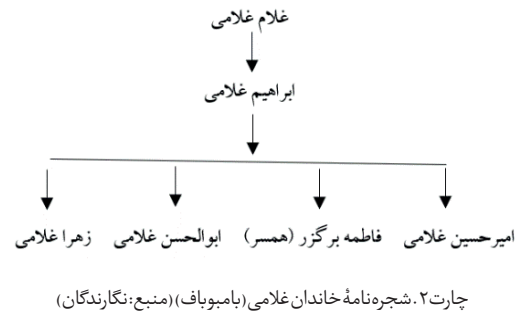 غلام غلامی
ابراهیم غلامی
امیرحسین غلامی فاطمه برگزر (همسر) ابوالحسن غلامی زهرا غلامی
چارت۲. شجره‌نامهٔ خاندان غلامی (بامبوباف) (منبع: نگارندگان)